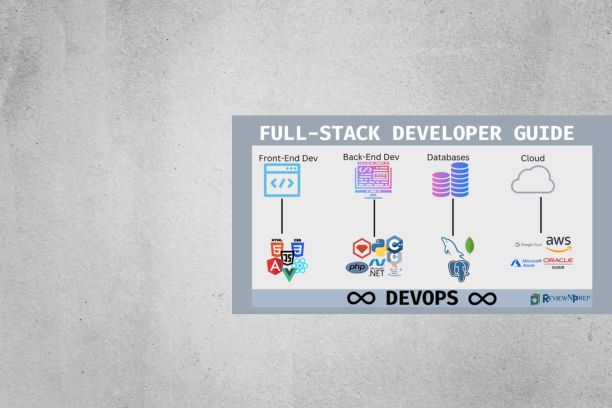 FULL-STACK DEVELOPER GUIDE
Front-End Dev
Back-End Dev
Databases
Cloud
HTML
CSS
JS
php
.NET
Google Cloud
aws
Microsoft
Azure
ORACLE
CLOUD
DEVOPS
REVIEWNPREP